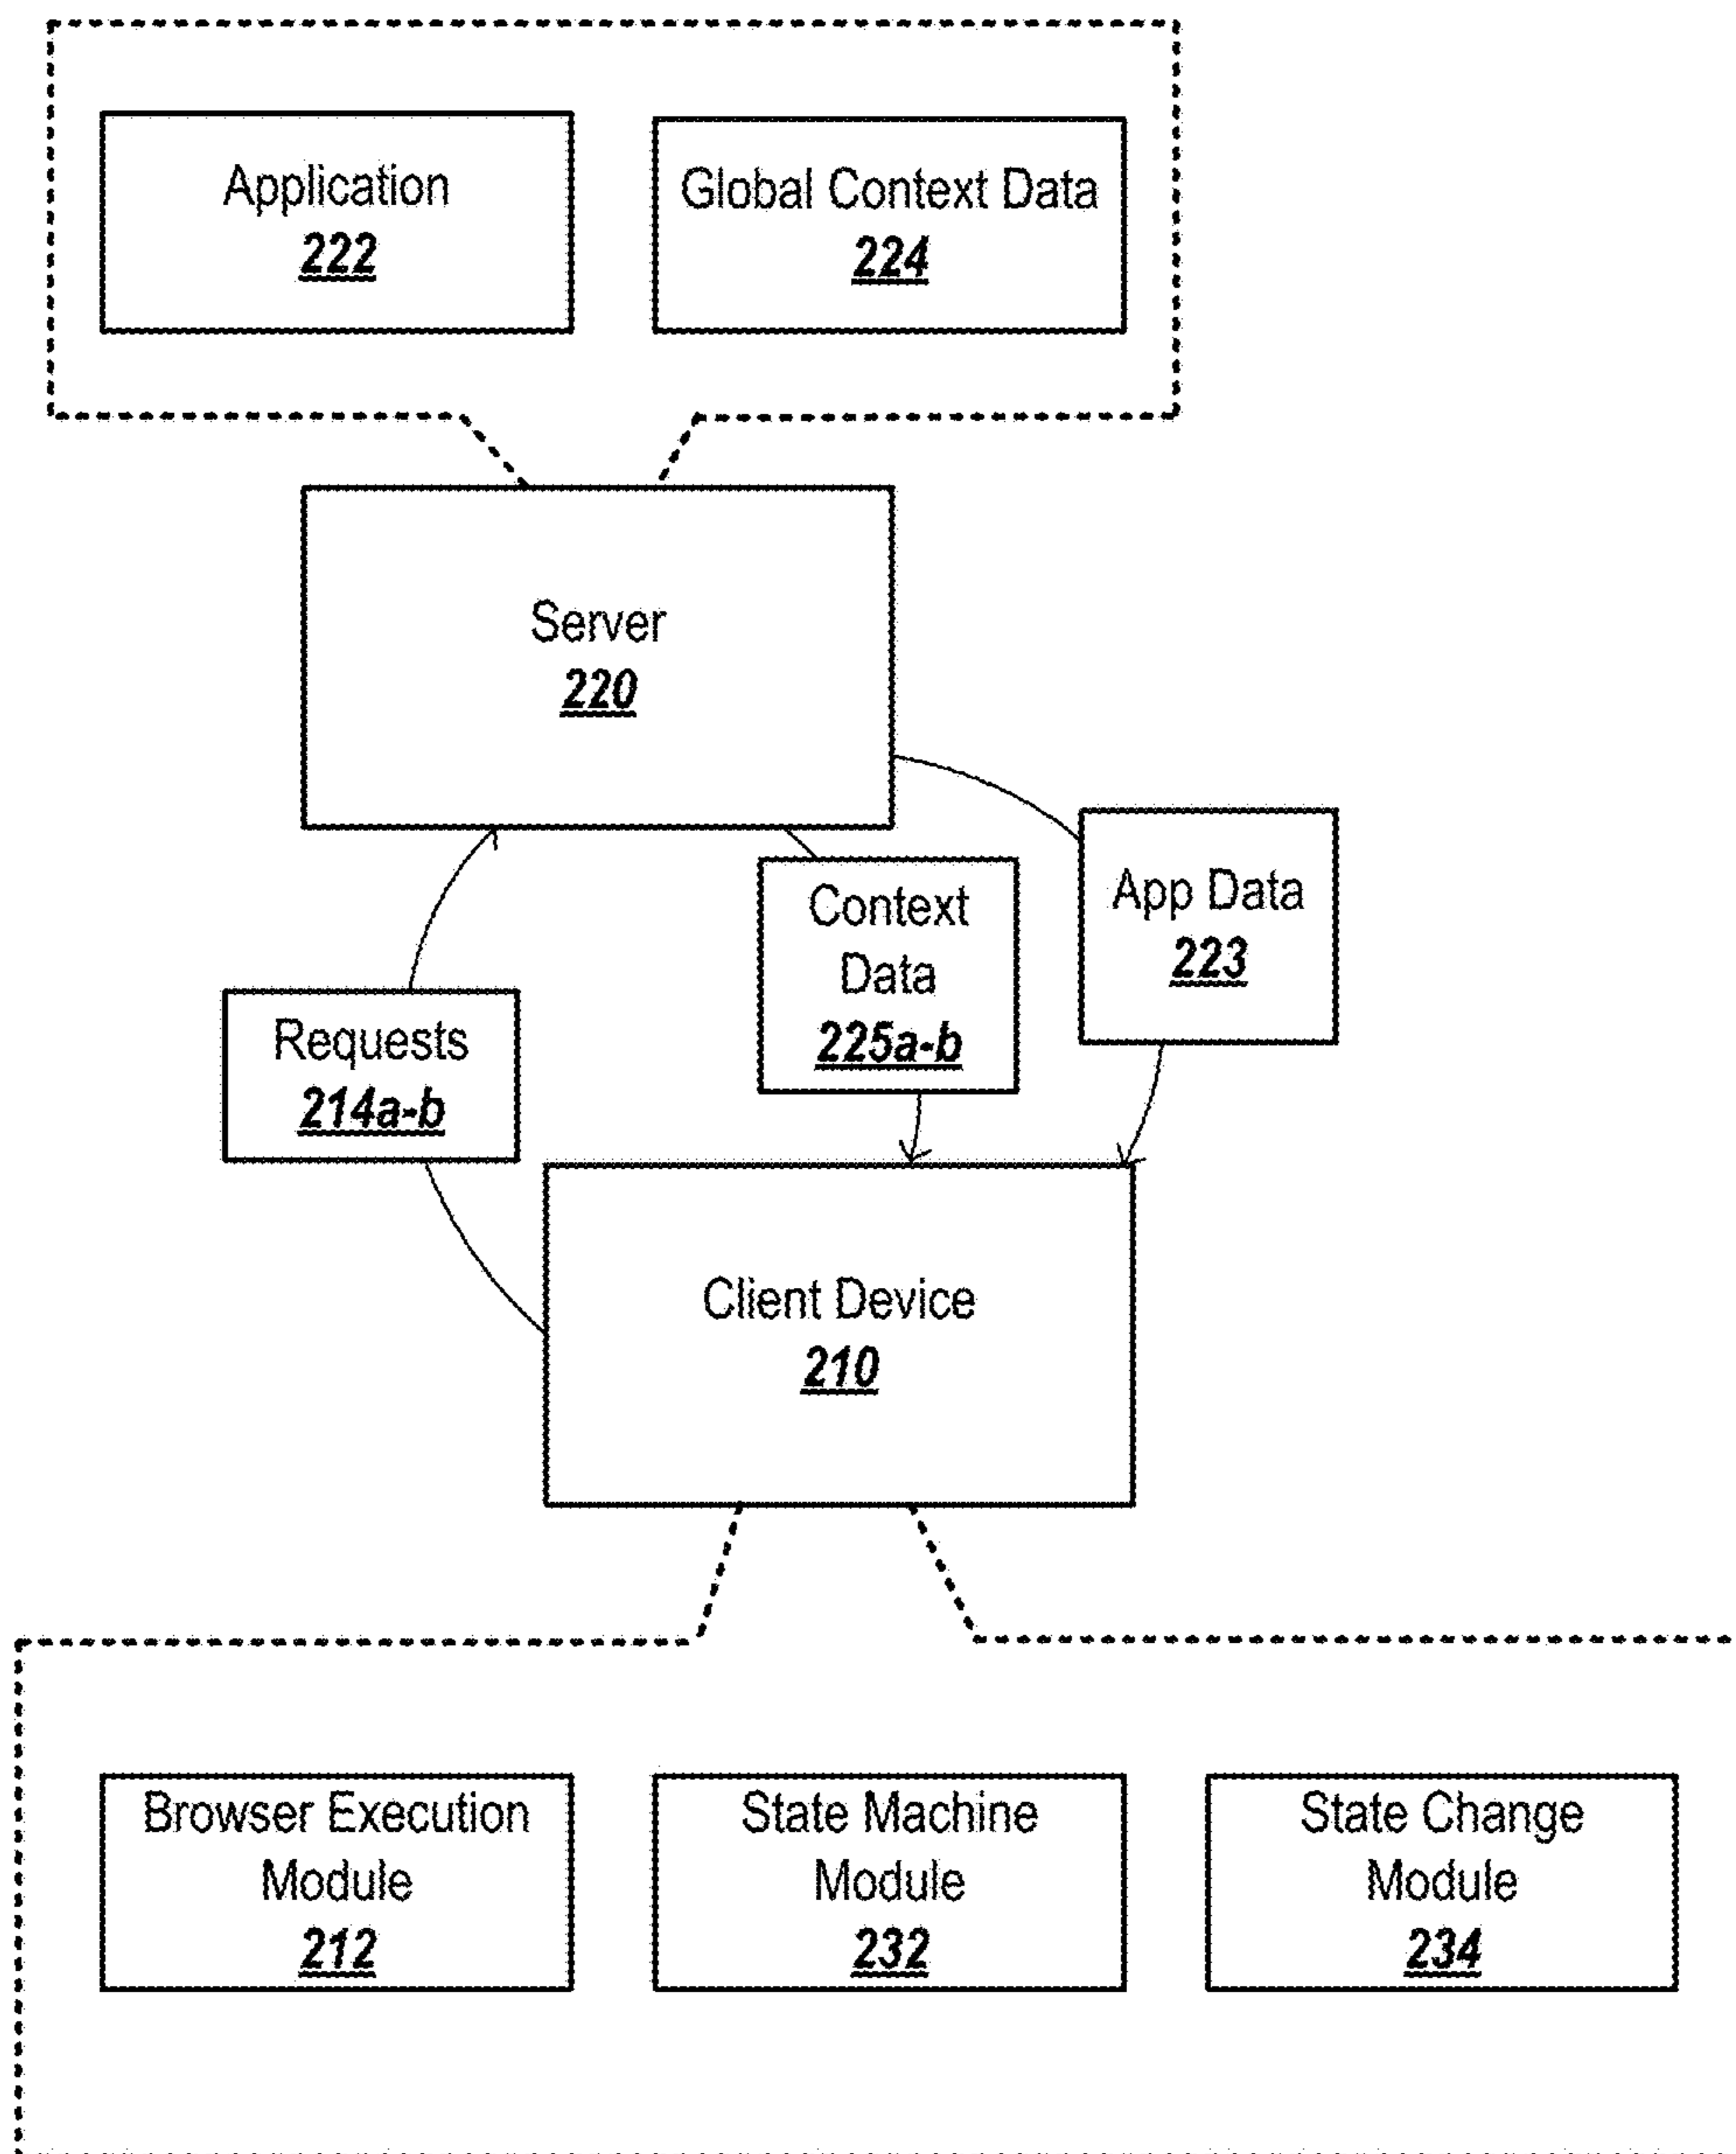 Application
222
Global Context Data
224
Server
220
App Data
223
Context
Data
225a-b
Requests
214a-b
Client Device
210
Browser Execution
Module
212
State Machine
Module
232
State Change
Module
234